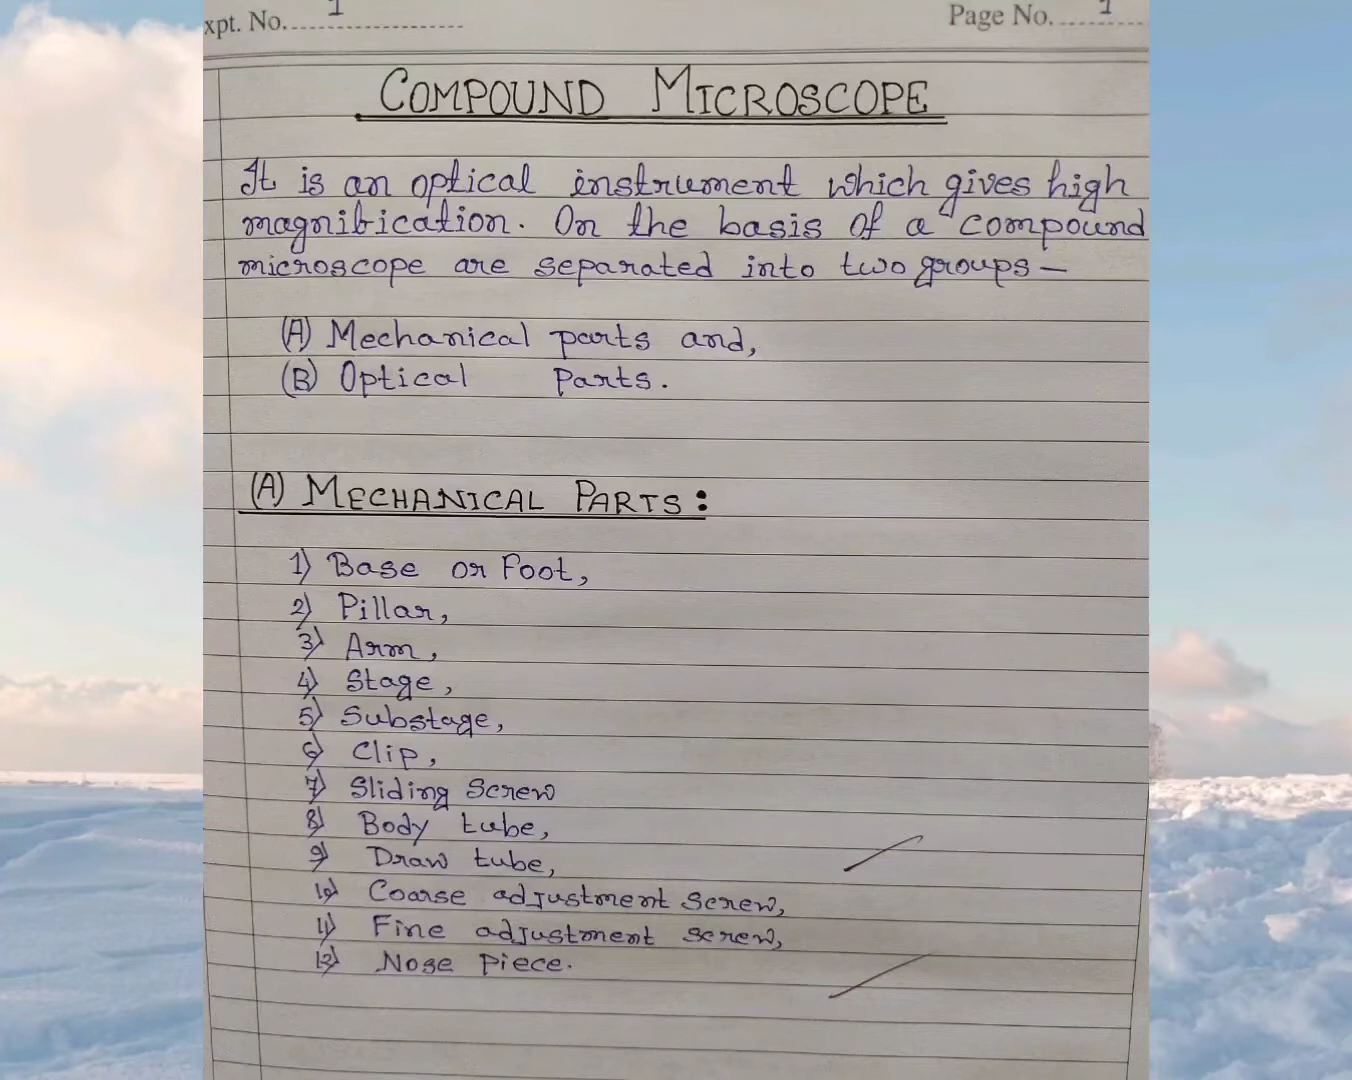 xpt. No. 1
Page No. 1
COMPOUND MICROSCOPE
It is an optical instrument which gives high
magnification. On the basis of a compound
microscope are separated into two groups —
(A) Mechanical parts and,
(B) Optical Parts.
(A) MECHANICAL PARTS:
1) Base or Foot,
2) Pillar,
3) Arm,
4) Stage,
5) Substage,
6) Clip,
7) Sliding Screw
8) Body tube,
9) Draw tube,
10) Coarse adjustment Screw,
11) Fine adjustment screw,
12) Nose Piece.